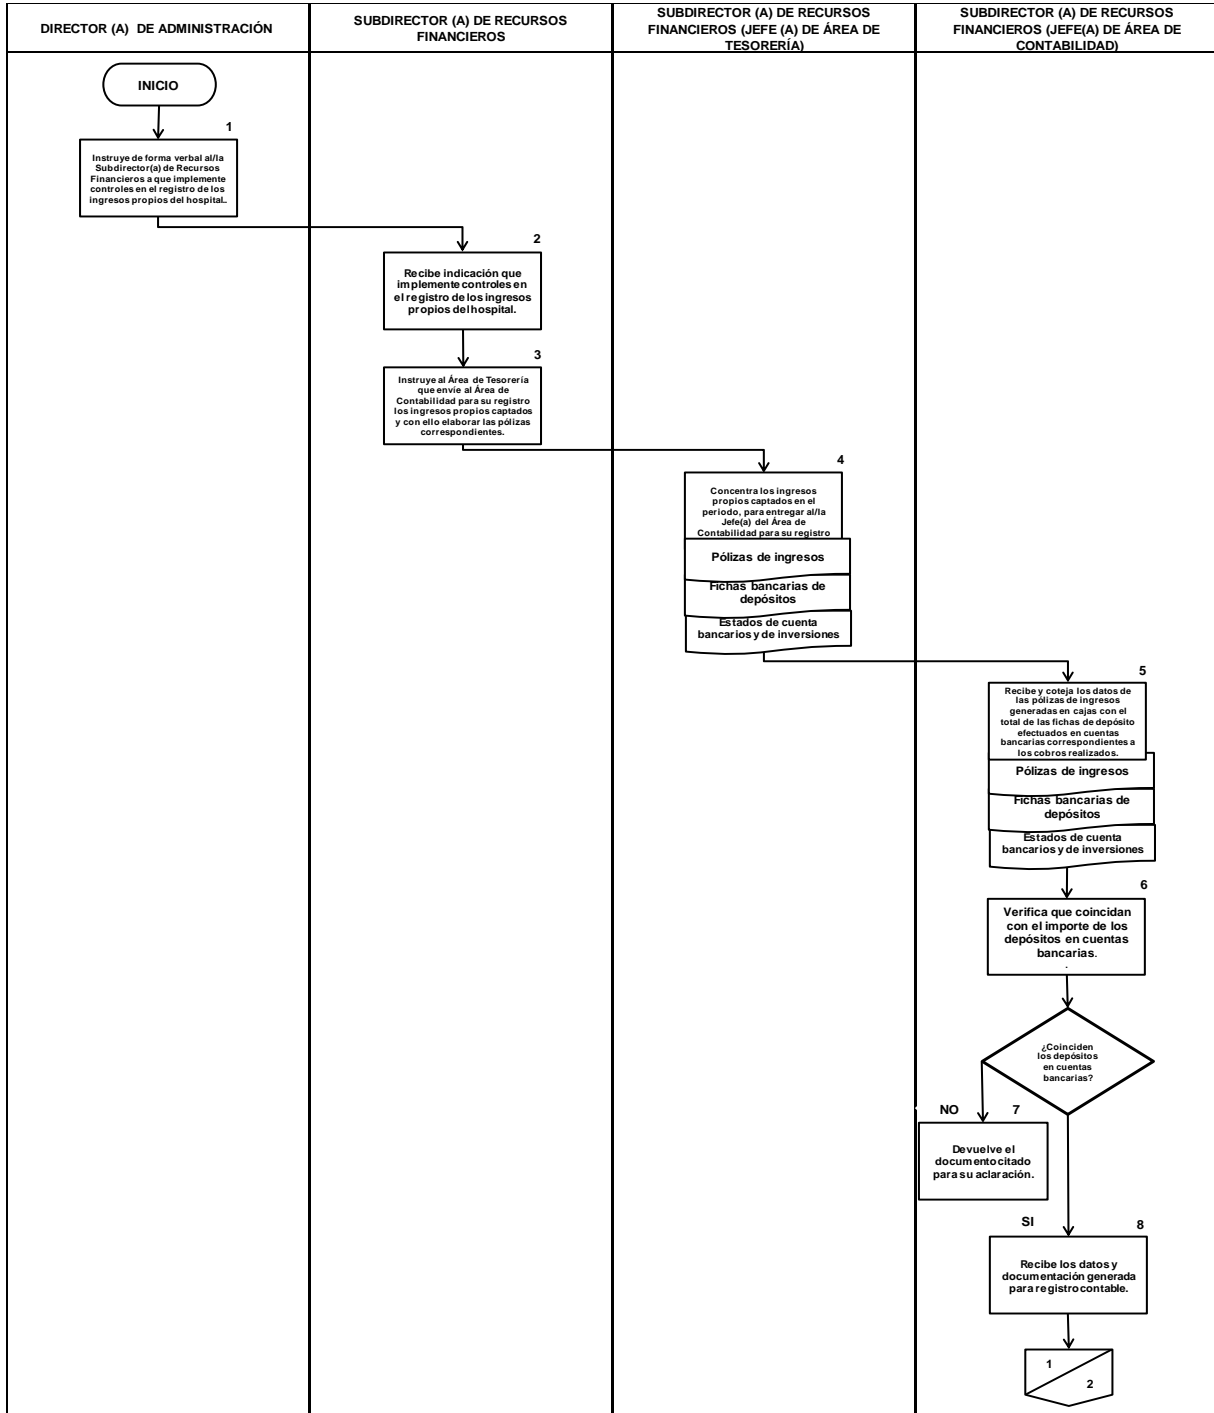 DIRECTOR (A) DE ADMINISTRACIÓN
SUBDIRECTOR (A) DE RECURSOS
FINANCIEROS
SUBDIRECTOR (A) DE RECURSOS
FINANCIEROS (JEFE (A) DE ÁREA DE
TESORERÍA)
SUBDIRECTOR (A) DE RECURSOS
FINANCIEROS (JEFE(A) DE ÁREA DE
CONTABILIDAD)
INICIO
1
Instruye de forma verbal al/la
Subdirector(a) de Recursos
Financieros a que implemente
controles en el registro de los
ingresos propios del hospital..
2
Recibe indicación que
implemente controles en
el registro de los ingresos
propios del hospital.
3
Instruye al Área de Tesorería
que envíe al Área de
Contabilidad para su registro
los ingresos propios captados
y con ello elaborar las pólizas
correspondientes.
4
Concentra los ingresos
propios captados en el
periodo, para entregar al/la
Jefe(a) del Área de
Contabilidad para su registro
Pólizas de ingresos
Fichas bancarias de
depósitos
Estados de cuenta
bancarios y de inversiones
5
Recibe y coteja los datos de
las pólizas de ingresos
generadas en cajas con el
total de las fichas de depósito
efectuados en cuentas
bancarias correspondientes a
los cobros realizados.
Pólizas de ingresos
Fichas bancarias de
depósitos
Estados de cuenta
bancarios y de inversiones
6
Verifica que coincidan
con el importe de los
depósitos en cuentas
bancarias.
.
¿Coinciden
los depósitos
en cuentas
bancarias?
NO
7
Devuelve el
documento citado
para su aclaración.
SI
8
Recibe los datos y
documentación generada
para registro contable.
1
2